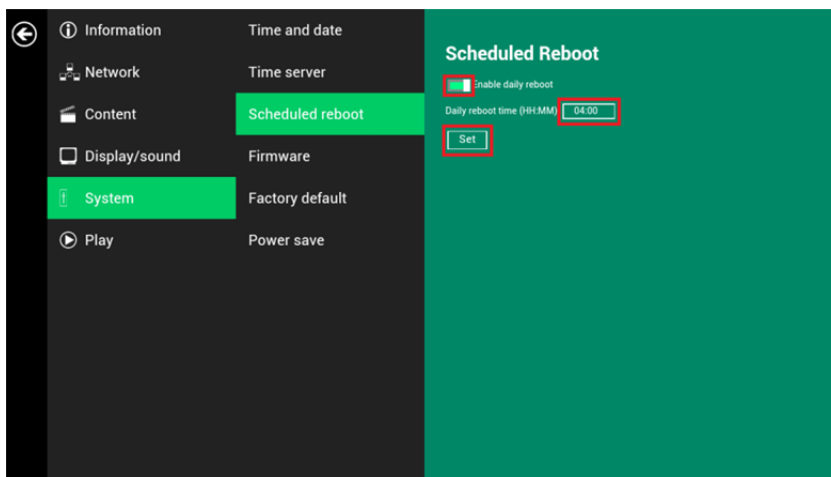 Information
Network
Content
Display/sound
System
Play
Time and date
Time server
Scheduled reboot
Firmware
Factory default
Power save
Scheduled Reboot
Enable daily reboot
Daily reboot time (HH:MM) 04:00
Set